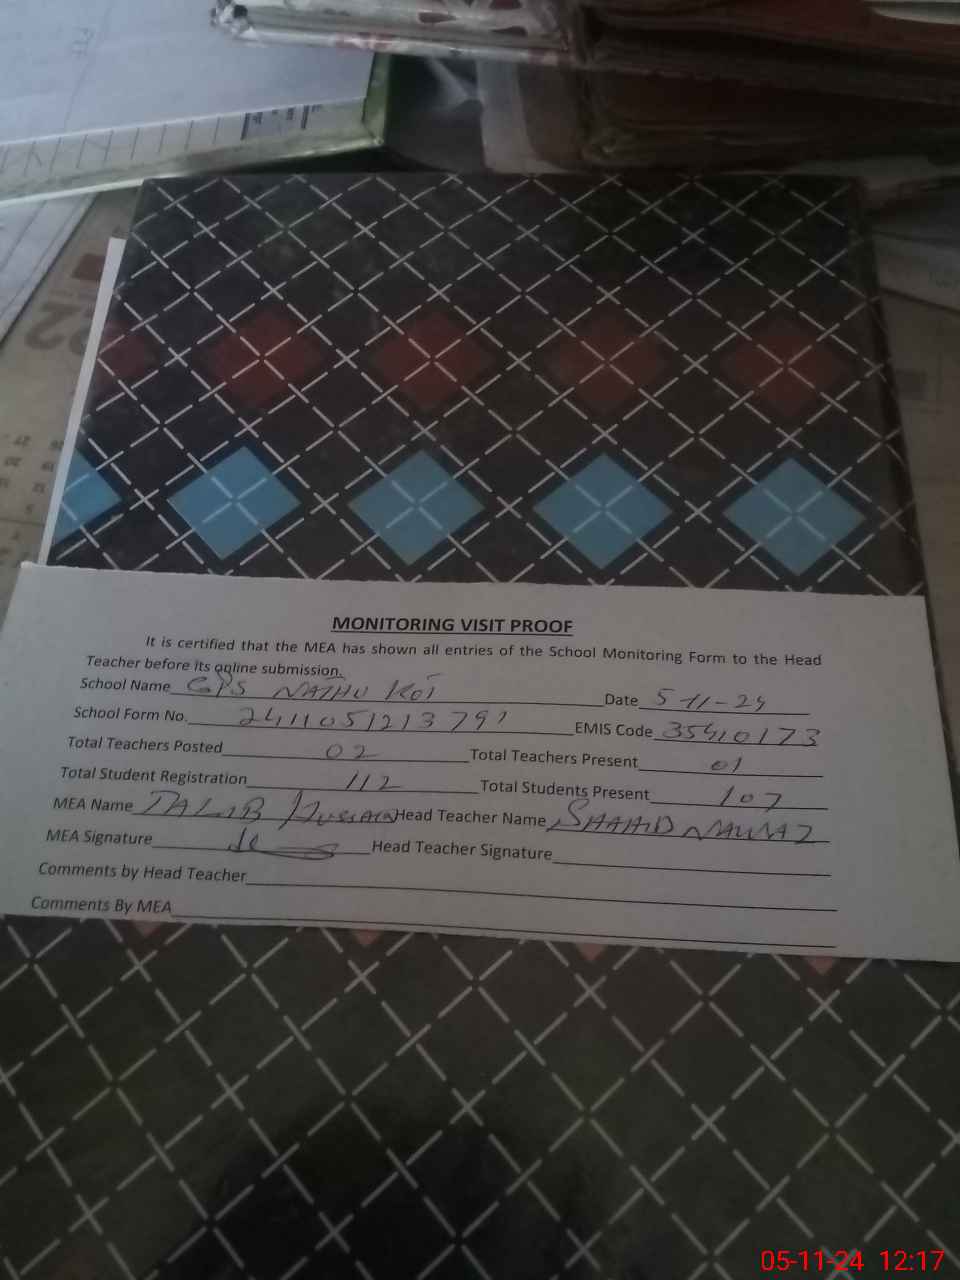 MONITORING VISIT PROOF
It is certified that the MEA has shown all entries of the School Monitoring Form to the Head
Teacher before its online submission.
School Name GPS NATHU KOT Date 5-11-24
School Form No. EMIS Code 35410173
Total Teachers Posted 02 Total Teachers Present 01
Total Student Registration 112 Total Students Present 107
MEA Name TALIB Hussain Head Teacher Name SHAHID NAWAZ
MEA Signature Head Teacher Signature
Comments by Head Teacher
Comments By MEA
05-11-24 12:17